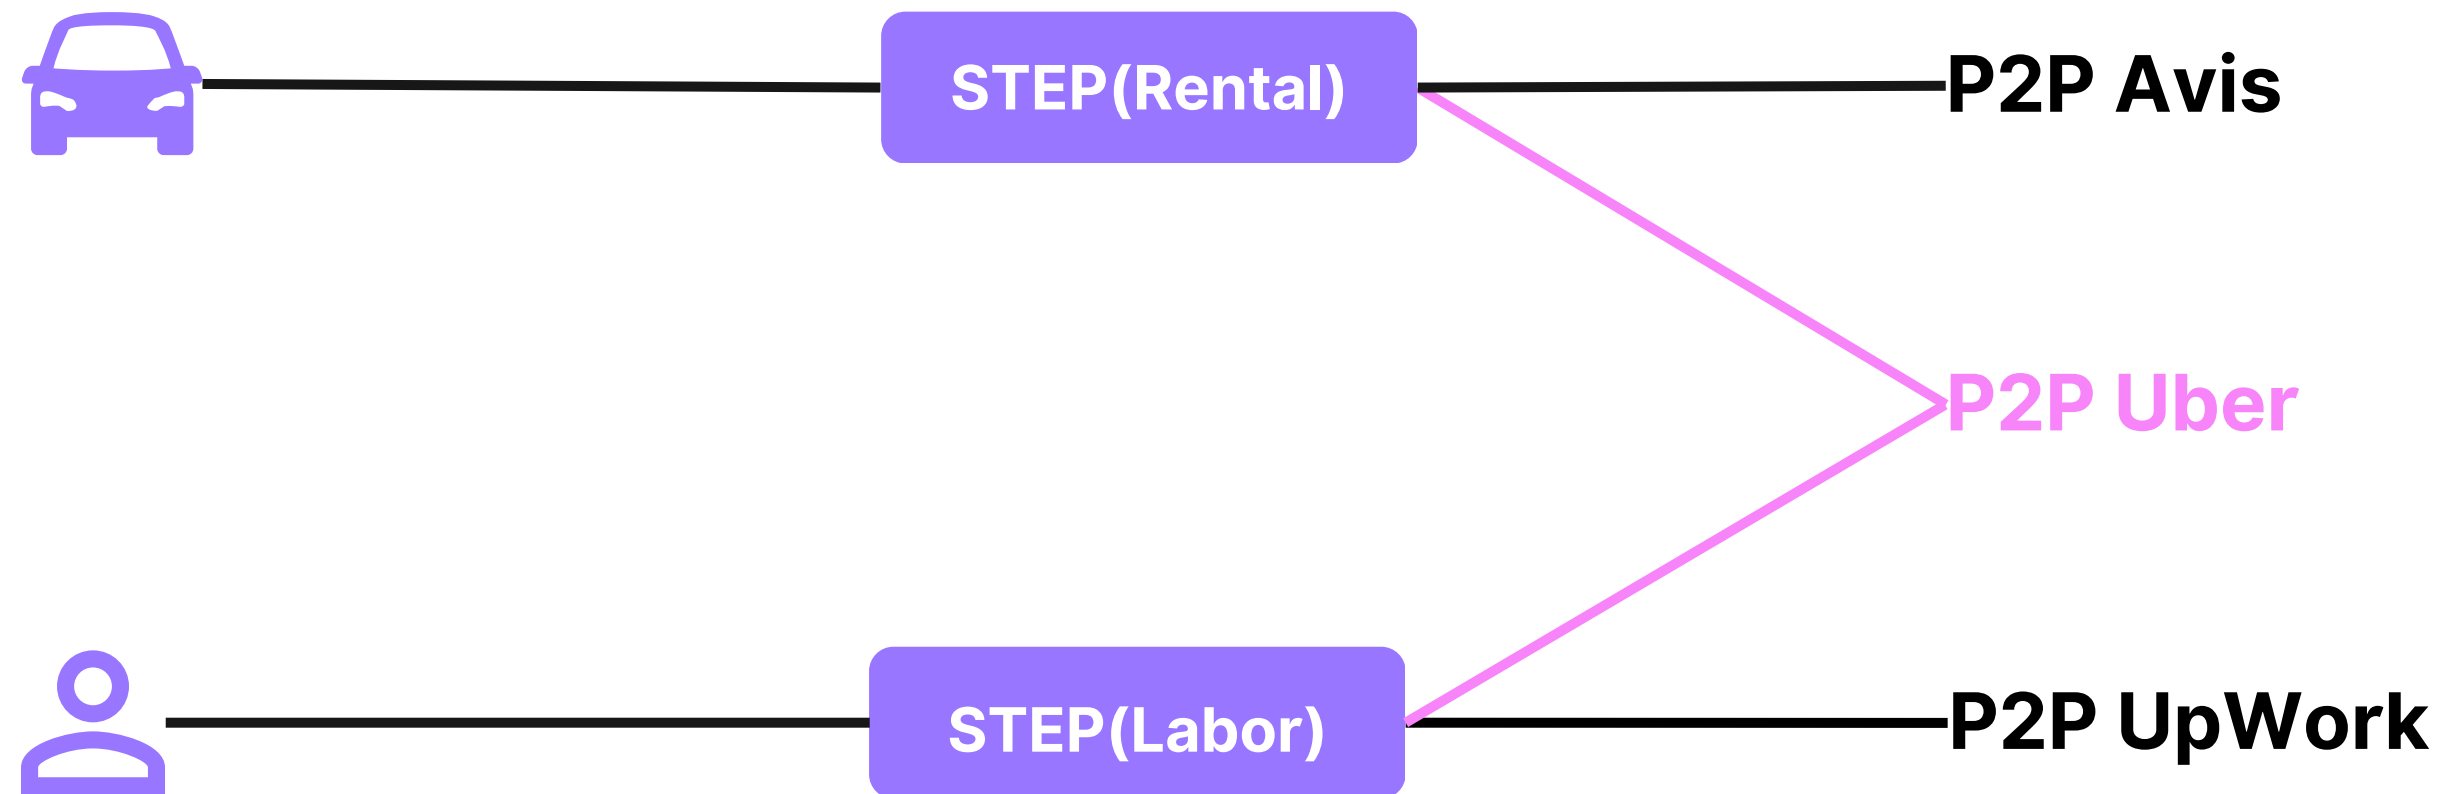 STEP(Rental)
P2P Avis
P2P Uber
STEP(Labor)
P2P UpWork